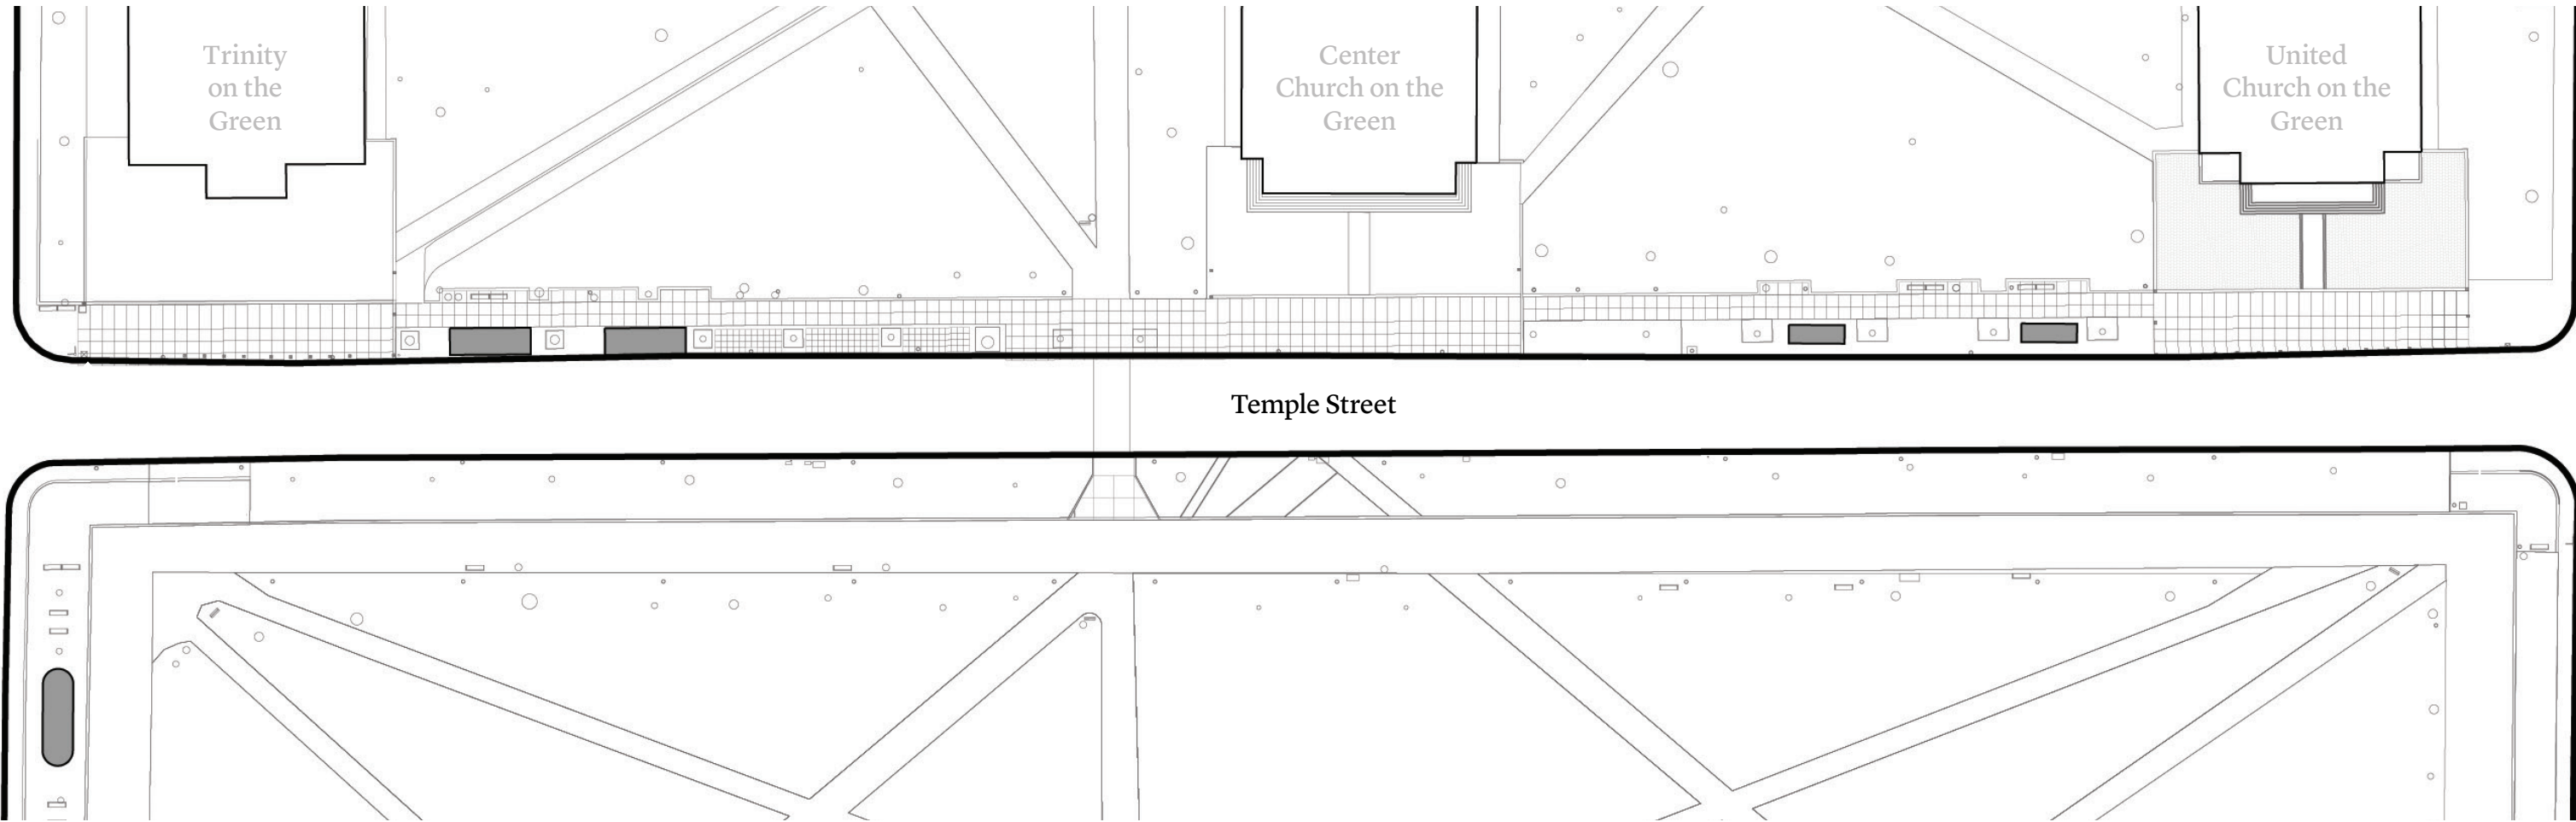 Trinity
on the
Green
Center
Church on the
Green
United
Church on the
Green
Temple Street